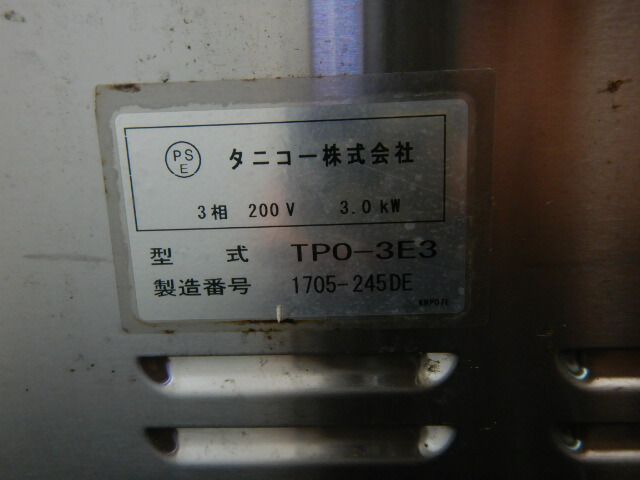 PS
E
タニコー株式会社
3相 200V 3.0kW
型式 TPO-3E3
製造番号 1705-245DE